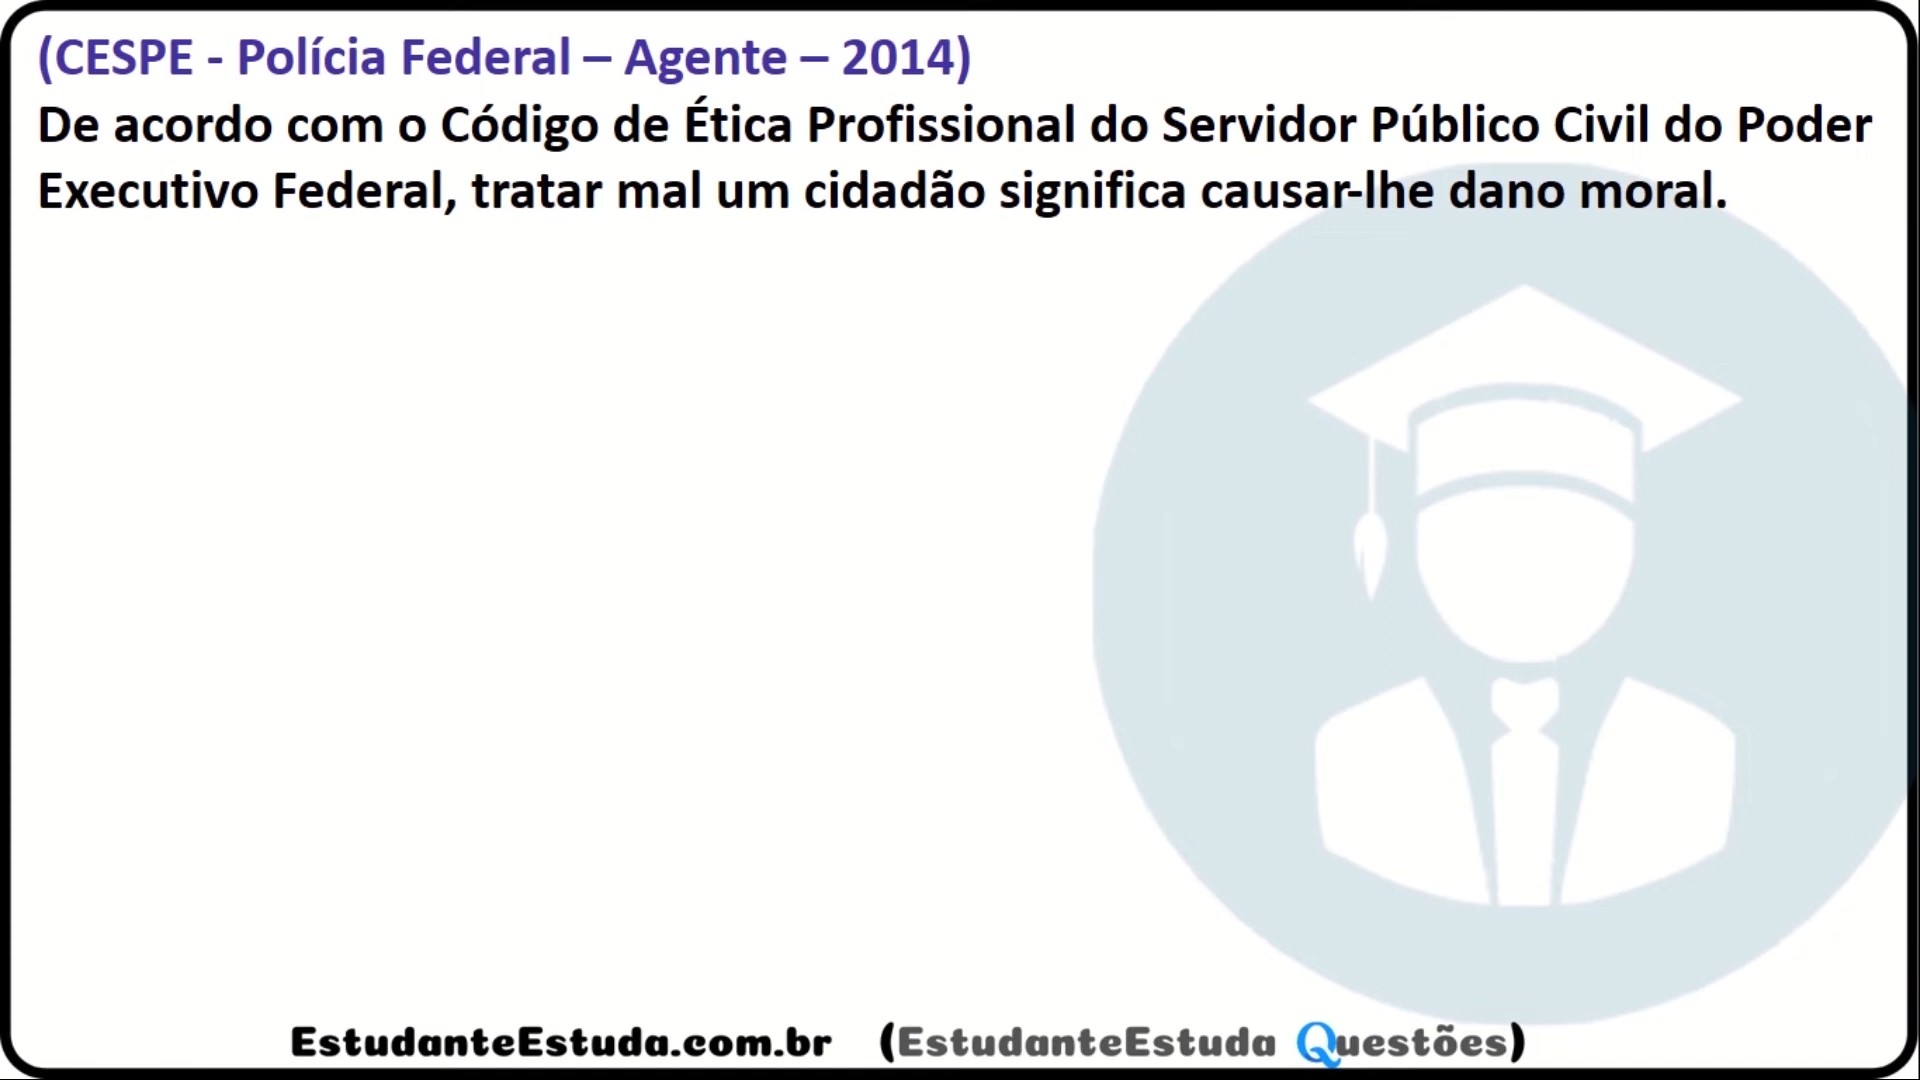 (CESPE - Polícia Federal – Agente – 2014)
De acordo com o Código de Ética Profissional do Servidor Público Civil do Poder
Executivo Federal, tratar mal um cidadão significa causar-lhe dano moral.
EstudanteEstuda.com.br (EstudanteEstuda Questões)